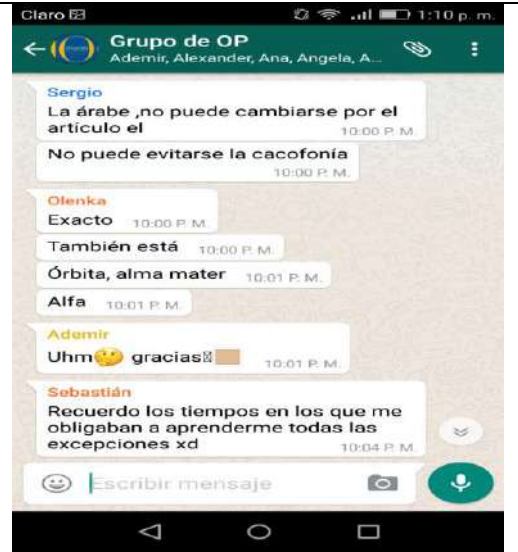 Claro
1:10 p. m.
Grupo de OP
Ademir, Alexander, Ana, Angela, A...
Sergio
La árabe ,no puede cambiarse por el
artículo el
10:00 P. M.
No puede evitarse la cacofonía
10:00 P. M.
Olenka
Exacto 10:00 P. M.
También está 10:00 P. M.
Órbita, alma mater 10:01 P. M.
Alfa 10:01 P. M.
Ademir
Uhm🤔 gracias 10:01 P. M.
Sebastián
Recuerdo los tiempos en los que me
obligaban a aprenderme todas las
excepciones xd
10:04 P. M.
Escribir mensaje